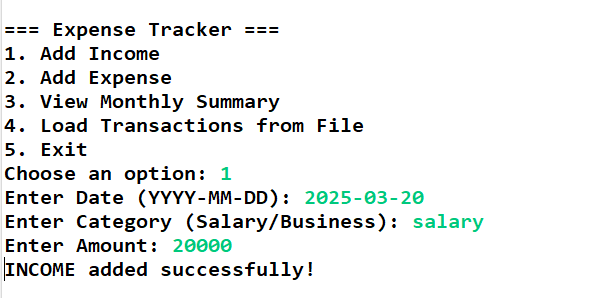 === Expense Tracker ===
1. Add Income
2. Add Expense
3. View Monthly Summary
4. Load Transactions from File
5. Exit
Choose an option: 1
Enter Date (YYYY-MM-DD): 2025-03-20
Enter Category (Salary/Business): salary
Enter Amount: 20000
INCOME added successfully!